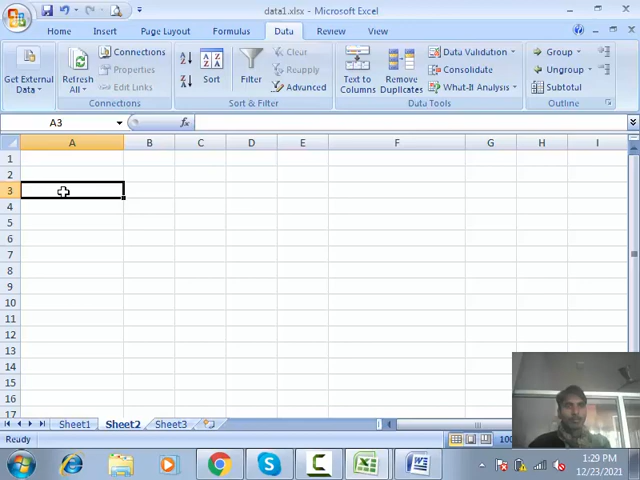 data1.xlsx - Microsoft Excel
Home Insert Page Layout Formulas Data Review View
Get External Data
Refresh All
Connections
Properties
Edit Links
Connections
Sort
Filter
Clear
Reapply
Advanced
Sort & Filter
Text to Columns
Remove Duplicates
Data Validation
Consolidate
What-If Analysis
Data Tools
Group
Ungroup
Subtotal
Outline
A3 fx
A B C D E F G H I
1
2
3
4
5
6
7
8
9
10
11
12
13
14
15
16
17
Sheet1 Sheet2 Sheet3
Ready
100
1:29 PM
12/23/2021